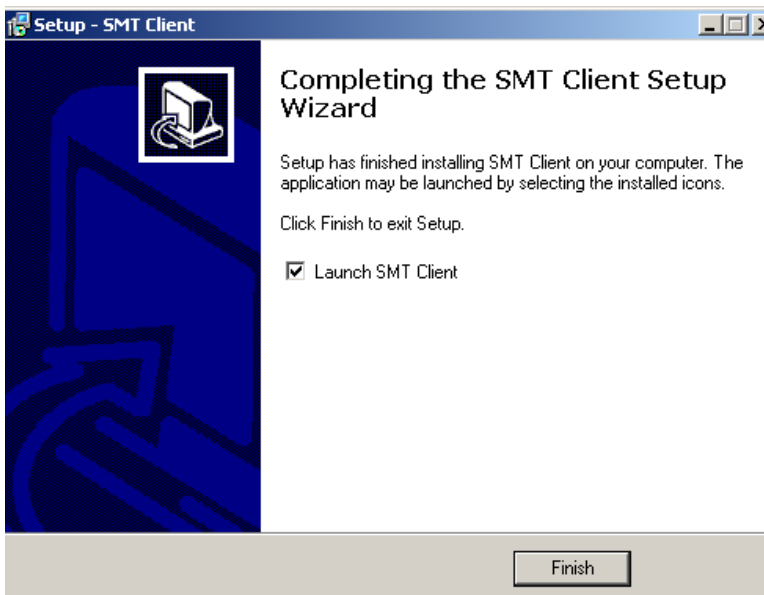 Setup - SMT Client
Completing the SMT Client Setup
Wizard
Setup has finished installing SMT Client on your computer. The
application may be launched by selecting the installed icons.
Click Finish to exit Setup.
Launch SMT Client
Finish